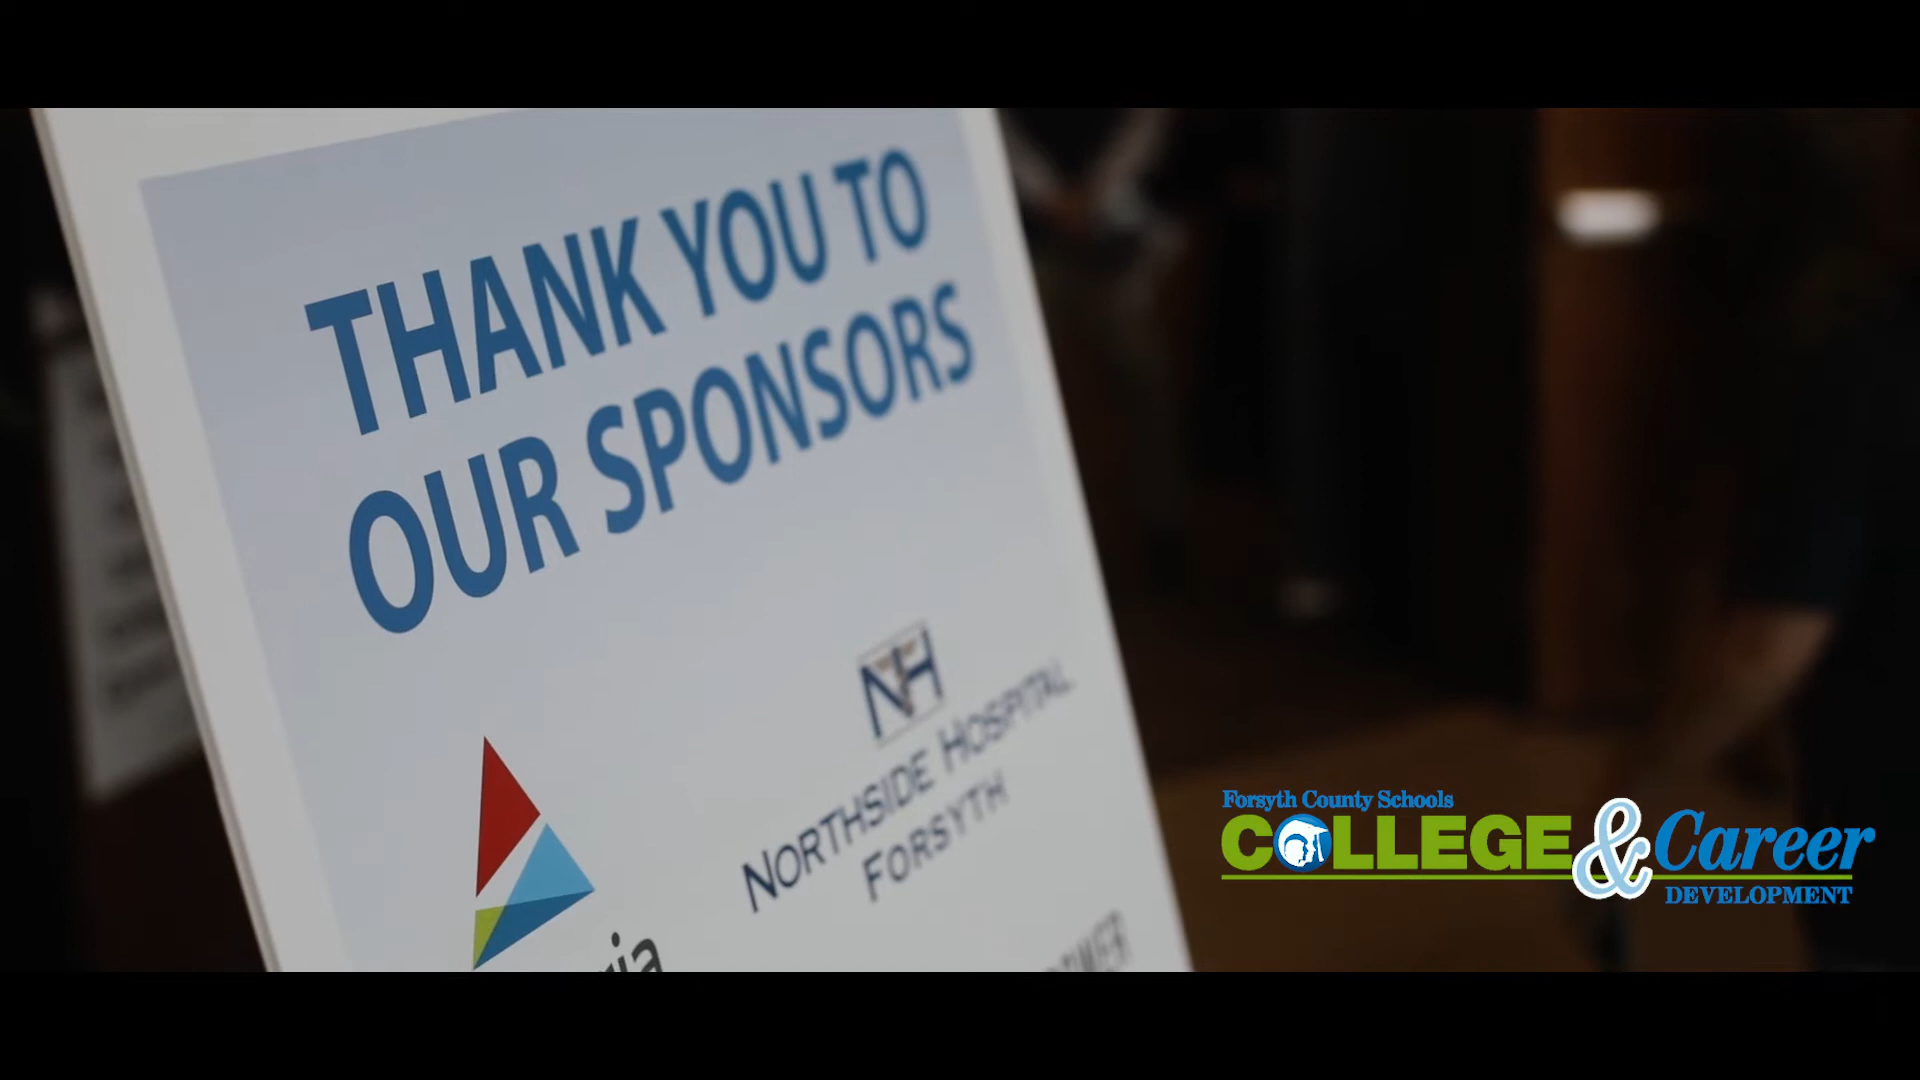 THANK YOU TO
OUR SPONSORS
NH
NORTHSIDE HOSPITAL
FORSYTH
Forsyth County Schools
COLLEGE & Career
DEVELOPMENT